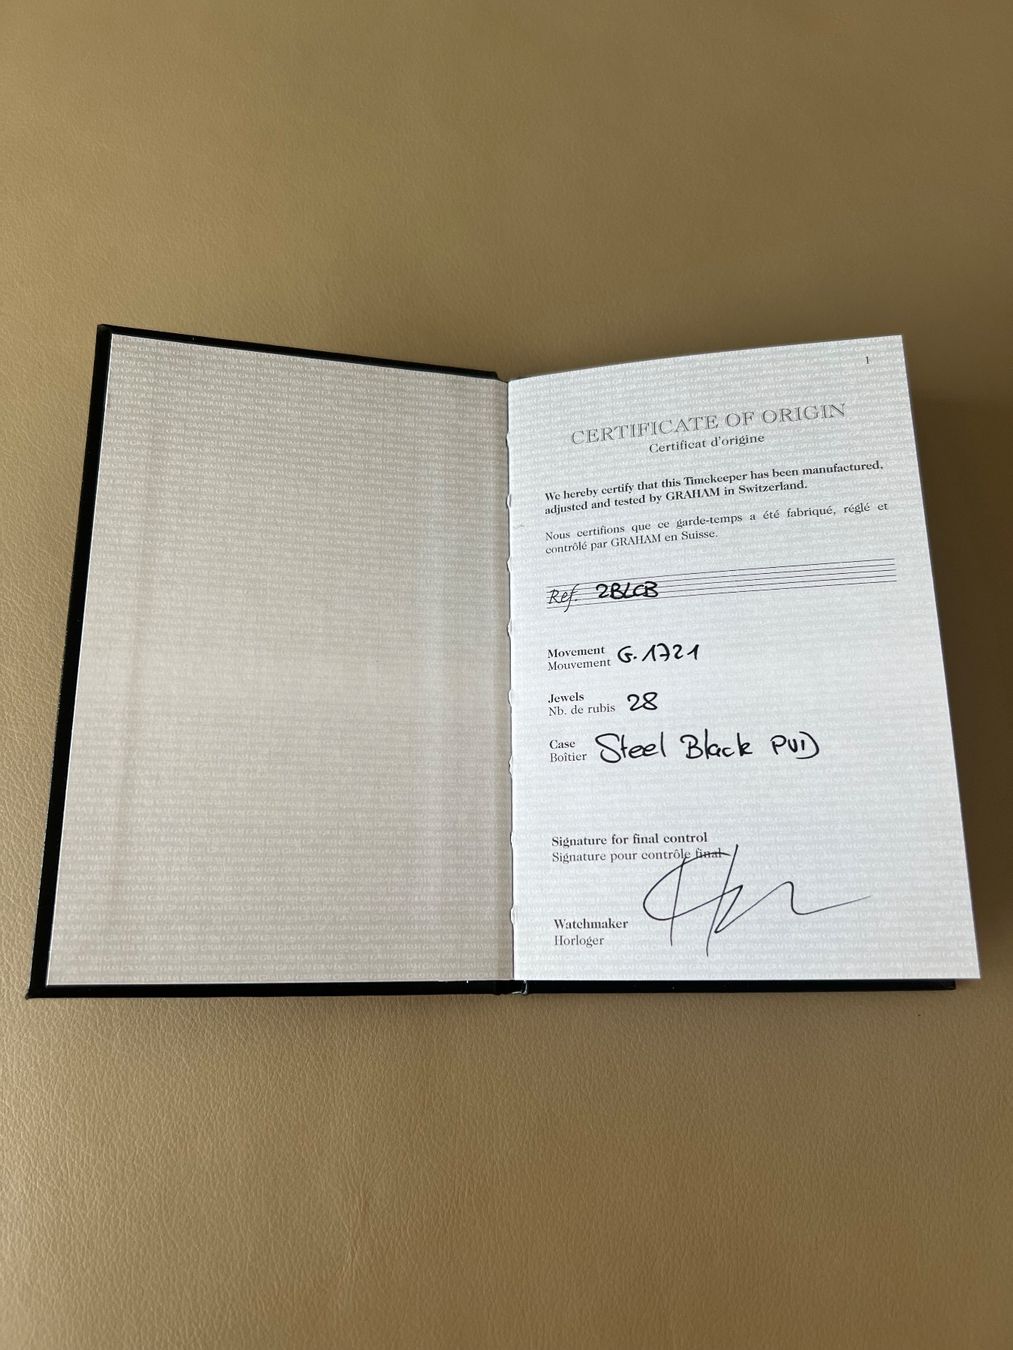 1
CERTIFICATE OF ORIGIN
Certificat d'origine
We hereby certify that this Timekeeper has been manufactured,
adjusted and tested by GRAHAM in Switzerland.
Nous certifions que ce garde-temps a été fabriqué, réglé et
contrôlé par GRAHAM en Suisse.
Ref. 2BLCB
Movement
Mouvement G.1721
Jewels
Nb. de rubis 28
Case
Boîtier Steel Black PVD
Signature for final control
Signature pour contrôle final
Watchmaker
Horloger